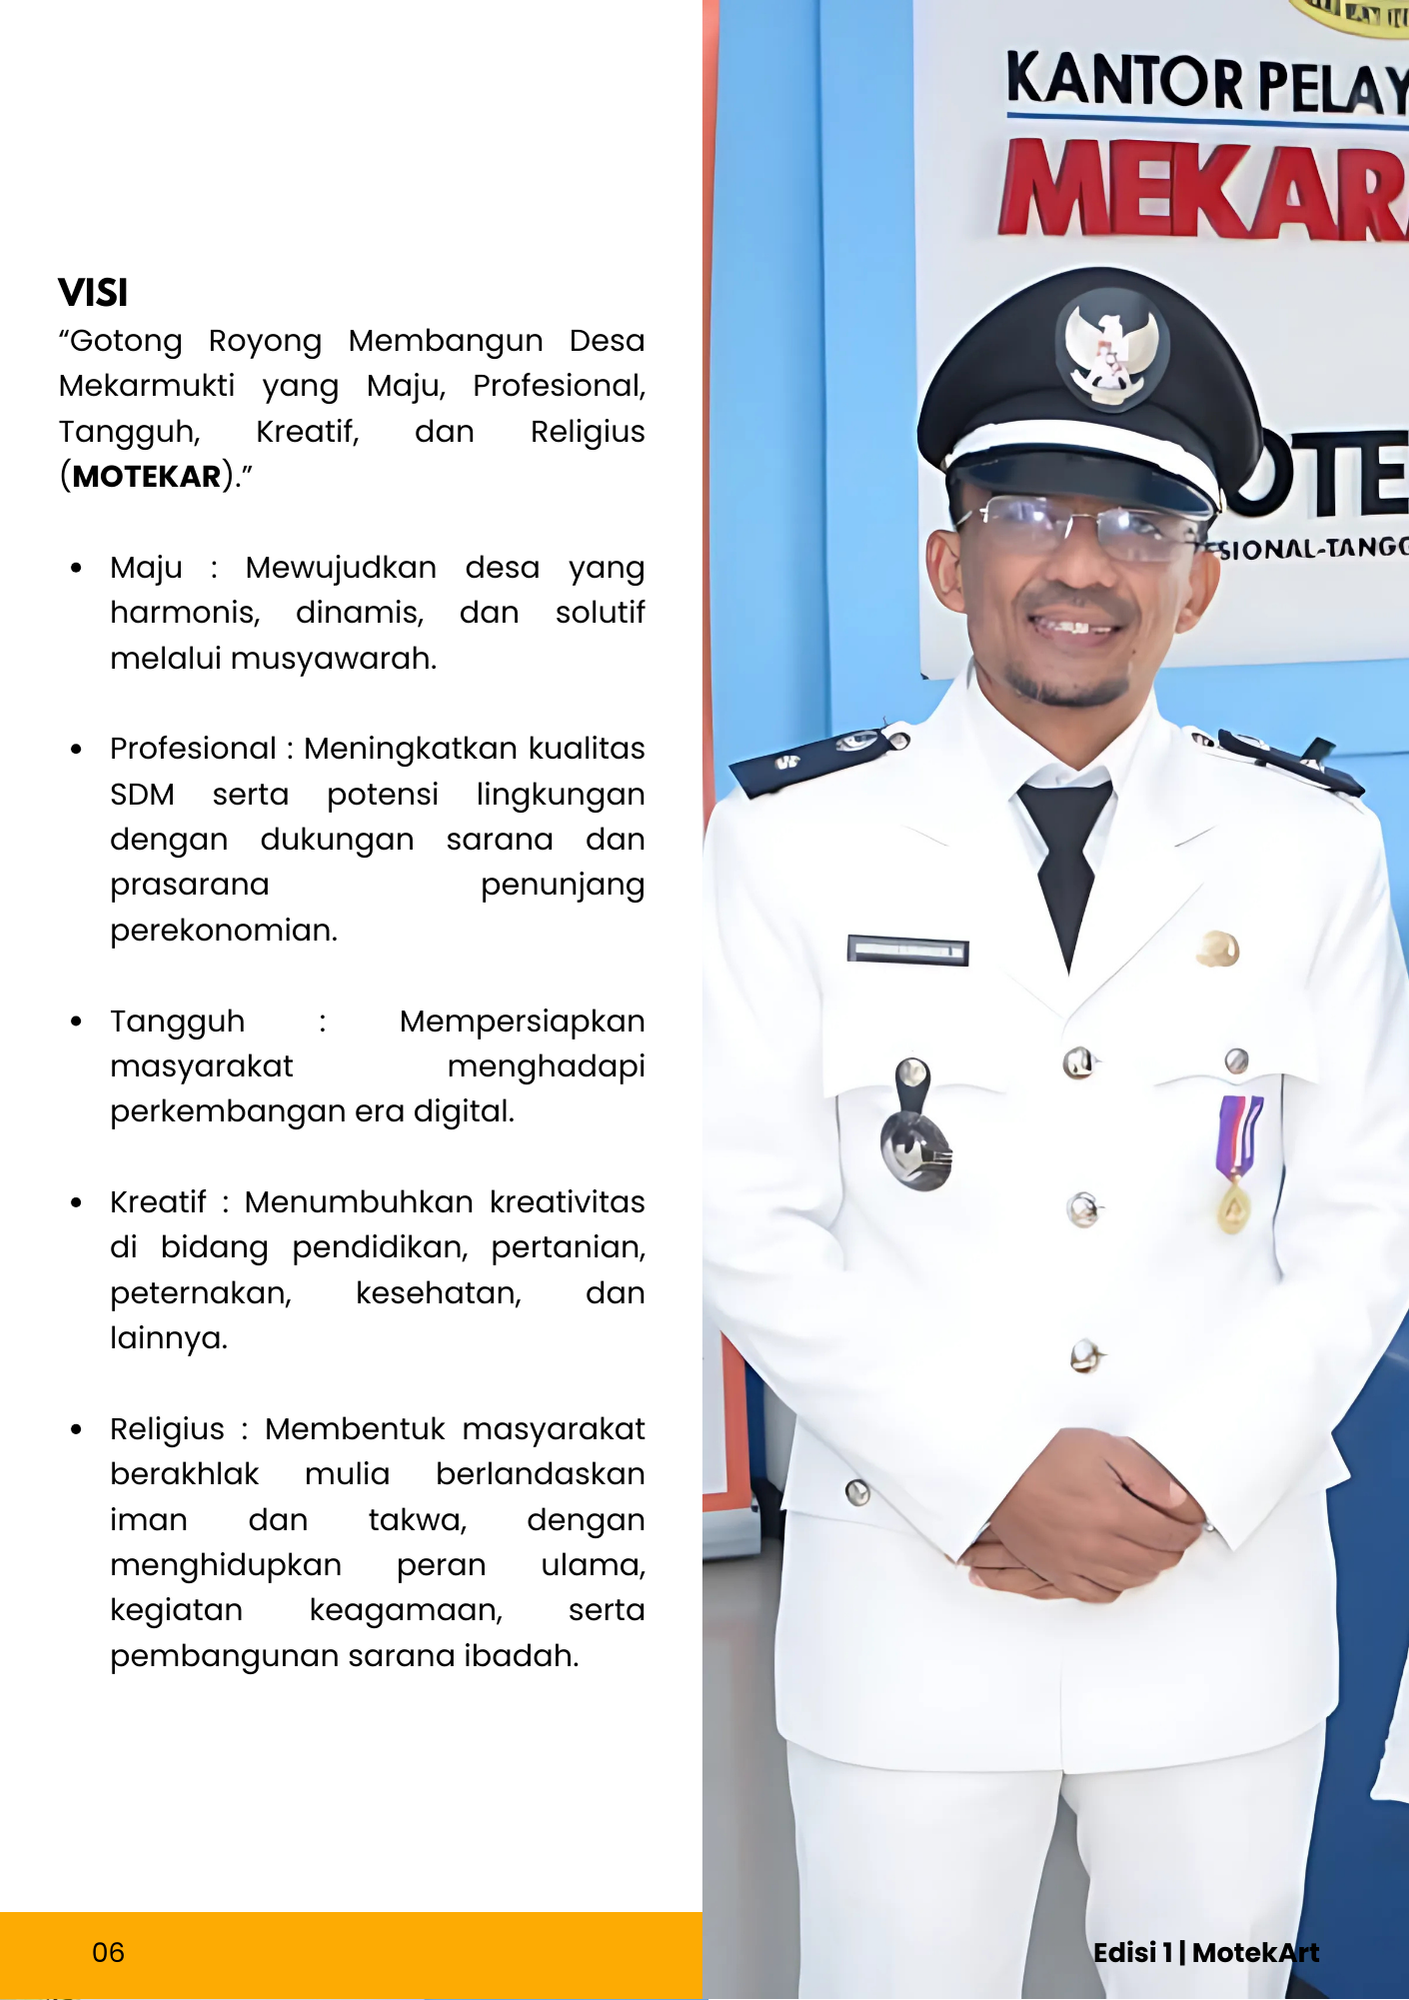 VISI
“Gotong Royong Membangun Desa
Mekarmukti yang Maju, Profesional,
Tangguh, Kreatif, dan Religius
(MOTEKAR).”
• Maju : Mewujudkan desa yang
harmonis, dinamis, dan solutif
melalui musyawarah.
• Profesional : Meningkatkan kualitas
SDM serta potensi lingkungan
dengan dukungan sarana dan
prasarana penunjang
perekonomian.
• Tangguh : Mempersiapkan
masyarakat menghadapi
perkembangan era digital.
• Kreatif : Menumbuhkan kreativitas
di bidang pendidikan, pertanian,
peternakan, kesehatan, dan
lainnya.
• Religius : Membentuk masyarakat
berakhlak mulia berlandaskan
iman dan takwa, dengan
menghidupkan peran ulama,
kegiatan keagamaan, serta
pembangunan sarana ibadah.
KANTOR PELAY
MEKAR
OTE
SIONAL-TANGG
06
Edisi 1 | MotekArt